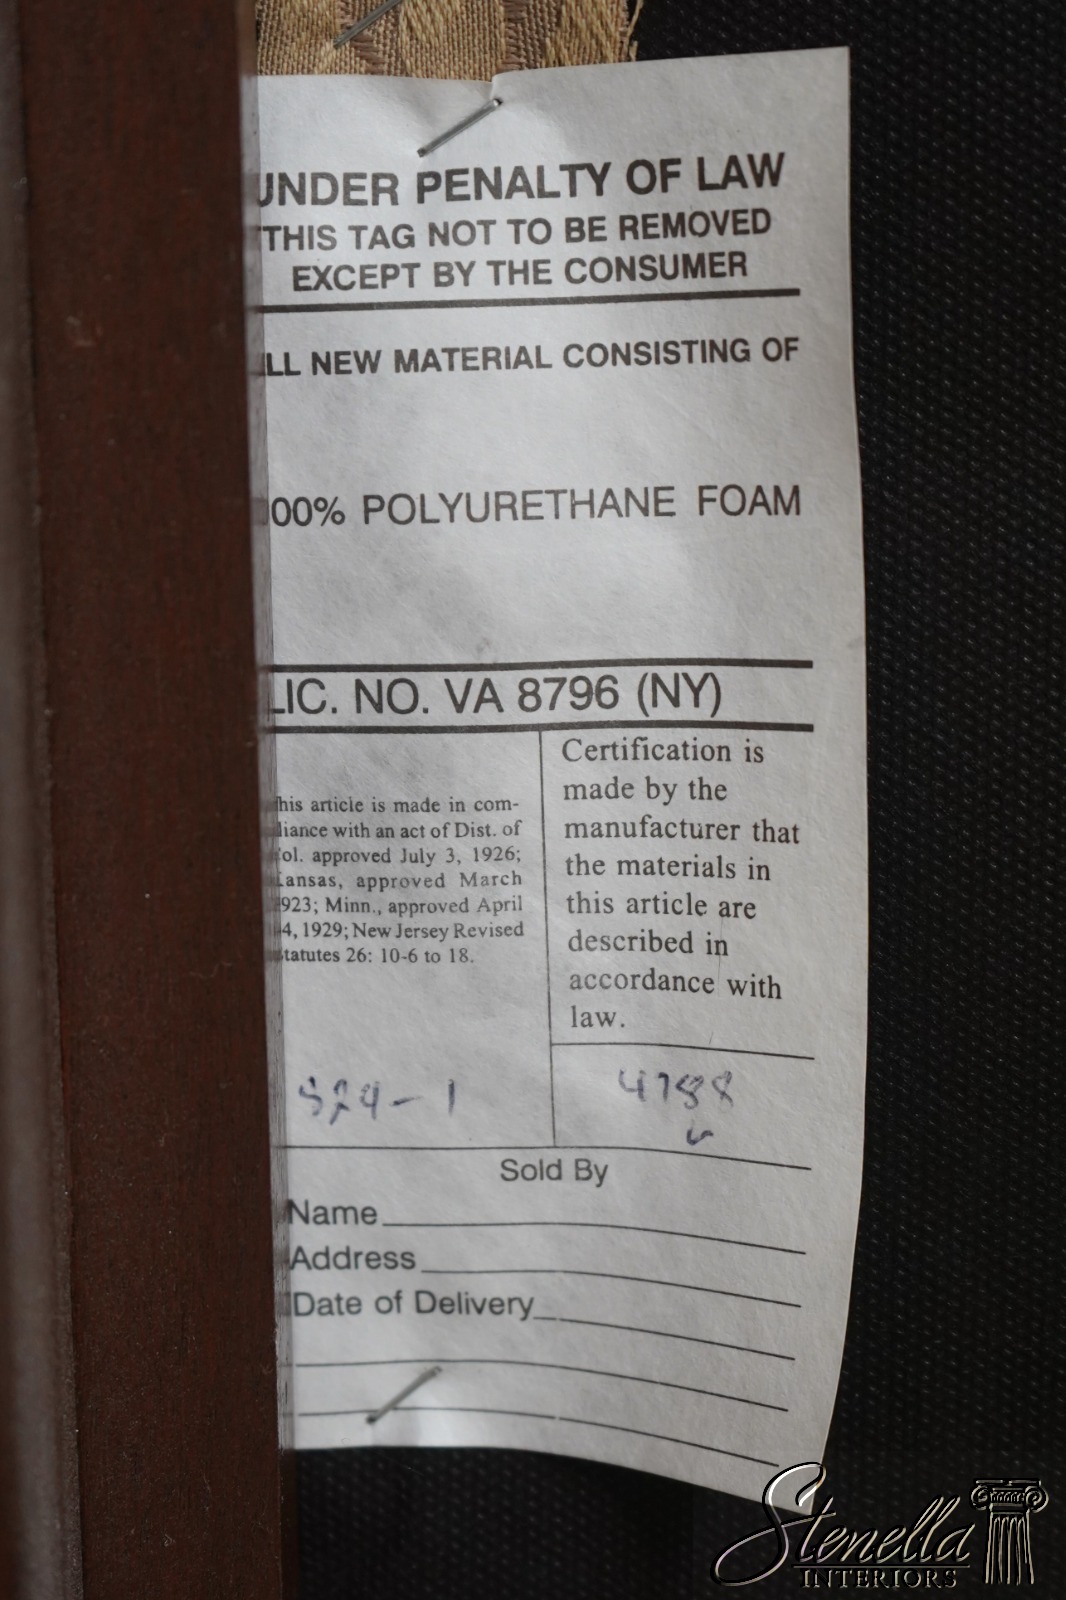 UNDER PENALTY OF LAW
THIS TAG NOT TO BE REMOVED
EXCEPT BY THE CONSUMER
LL NEW MATERIAL CONSISTING OF
00% POLYURETHANE FOAM
LIC. NO. VA 8796 (NY)
his article is made in com-
liance with an act of Dist. of
ol. approved July 3, 1926;
ansas, approved March
923; Minn., approved April
4, 1929; New Jersey Revised
tatutes 26: 10-6 to 18.
Certification is
made by the
manufacturer that
the materials in
this article are
described in
accordance with
law.
4788
Sold By
Name
Address
Date of Delivery
Stenella
INTERIORS